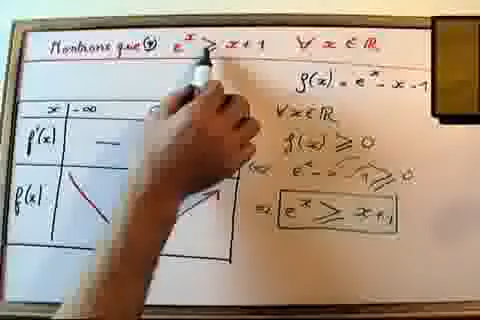 Montrons que (*) e^x ≥ x + 1 ∀ x ∈ ℝ
f(x) = e^x - x - 1
x | -∞
f'(x) | —
f(x)
∀ x ∈ ℝ
f(x) ≥ 0
e^x - x - 1 ≥ 0
e^x ≥ x + 1